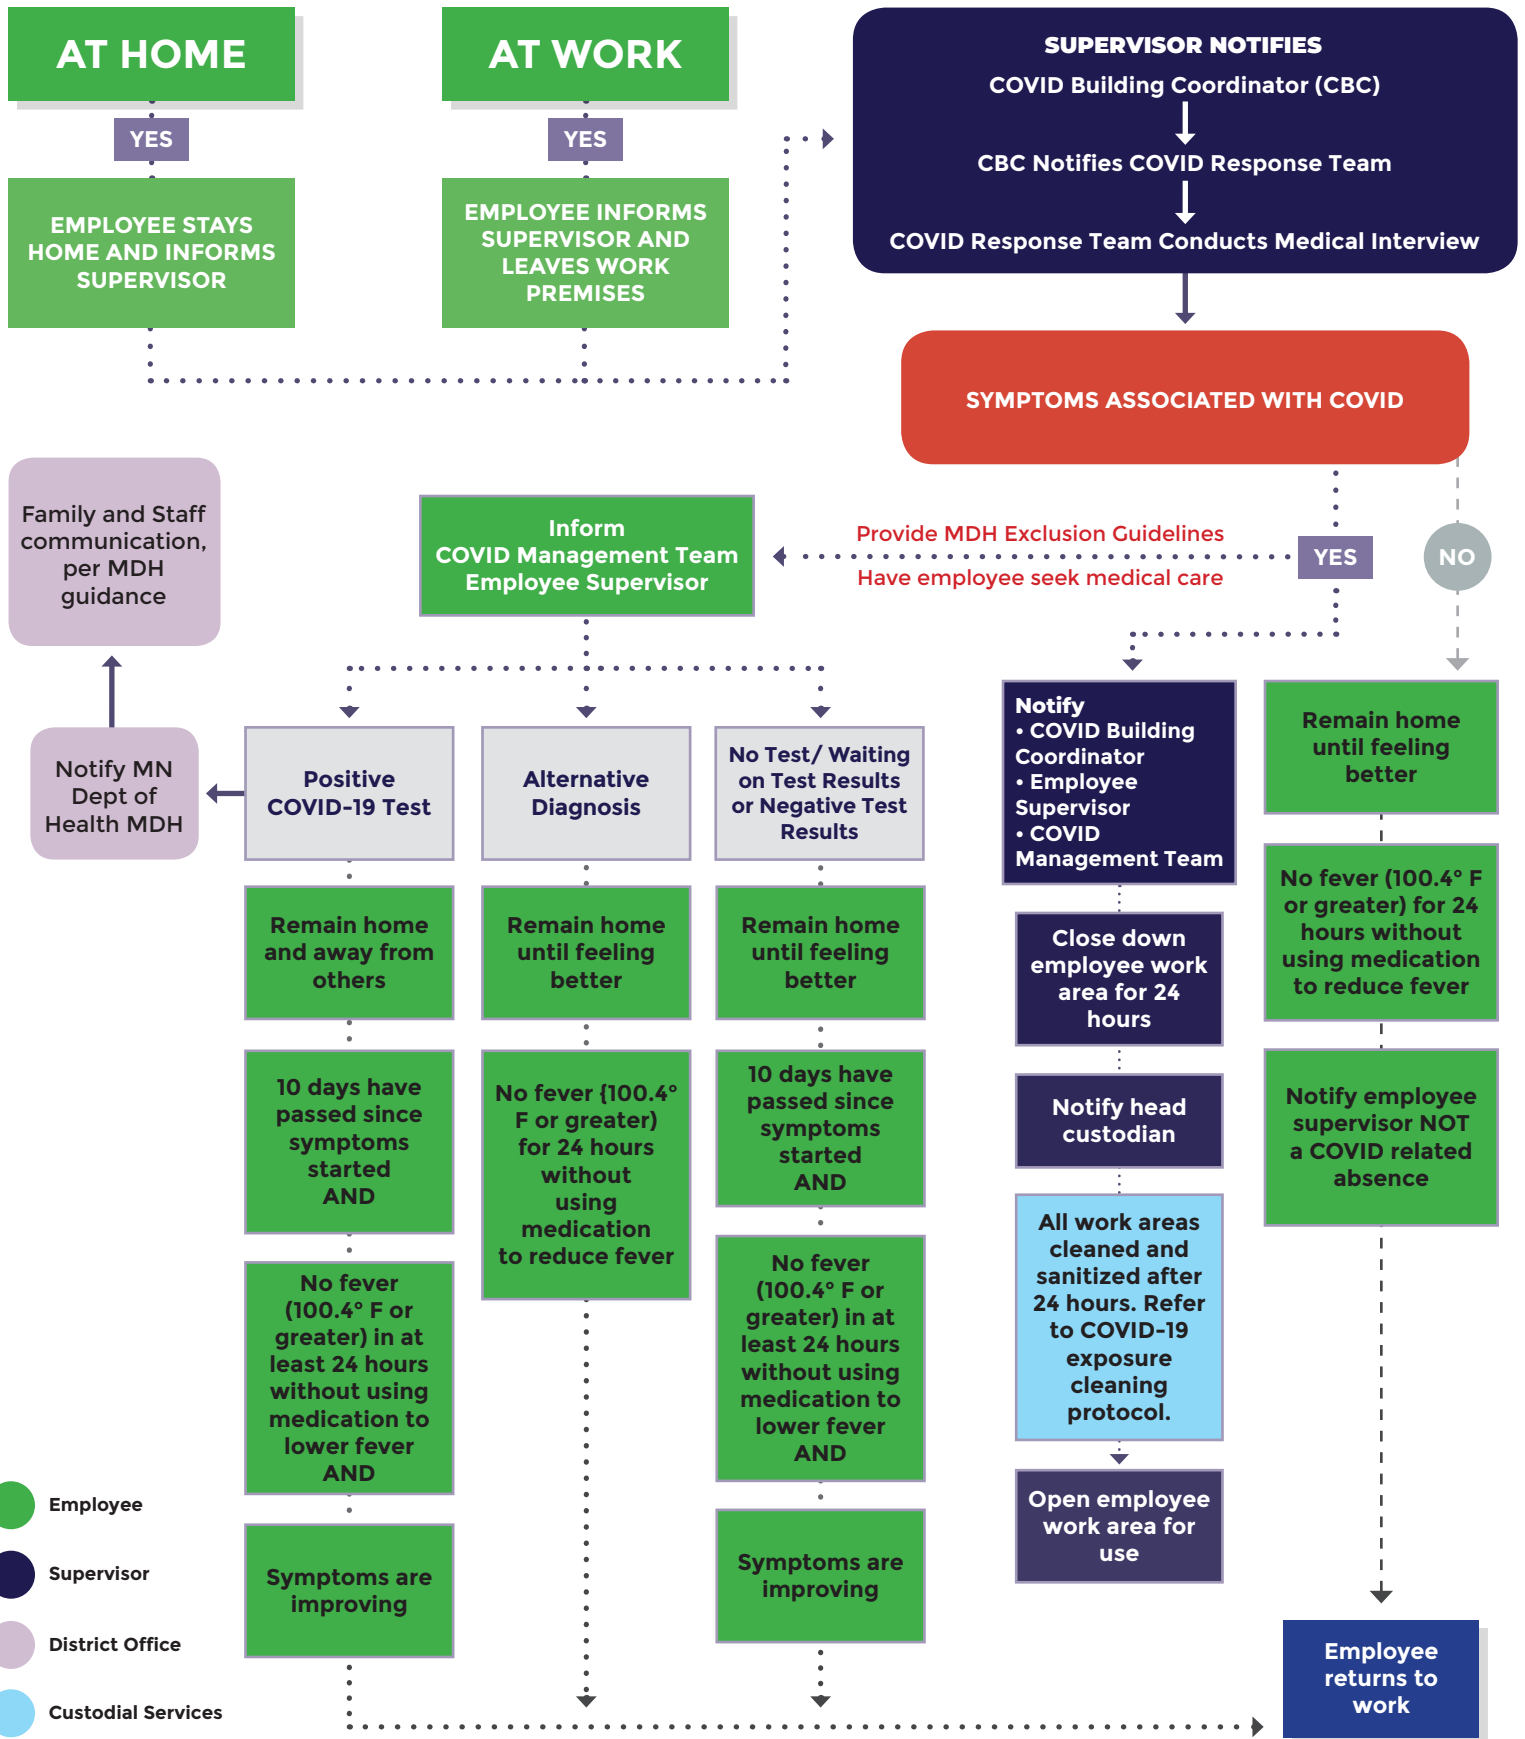 AT HOME
YES
EMPLOYEE STAYS
HOME AND INFORMS
SUPERVISOR
AT WORK
YES
EMPLOYEE INFORMS
SUPERVISOR AND
LEAVES WORK
PREMISES
SUPERVISOR NOTIFIES
COVID Building Coordinator (CBC)
CBC Notifies COVID Response Team
COVID Response Team Conducts Medical Interview
SYMPTOMS ASSOCIATED WITH COVID
YES
NO
Provide MDH Exclusion Guidelines
Have employee seek medical care
Inform
COVID Management Team
Employee Supervisor
Family and Staff
communication,
per MDH
guidance
Notify MN
Dept of
Health MDH
Positive
COVID-19 Test
Remain home
and away from
others
10 days have
passed since
symptoms
started
AND
No fever
(100.4° F or
greater) in at
least 24 hours
without using
medication to
lower fever
AND
Symptoms are
improving
Alternative
Diagnosis
Remain home
until feeling
better
No fever {100.4°
F or greater)
for 24 hours
without
using
medication
to reduce fever
No Test/ Waiting
on Test Results
or Negative Test
Results
Remain home
until feeling
better
10 days have
passed since
symptoms
started
AND
No fever
(100.4° F or
greater) in at
least 24 hours
without using
medication to
lower fever
AND
Symptoms are
improving
Notify
• COVID Building
Coordinator
• Employee
Supervisor
• COVID
Management Team
Close down
employee work
area for 24
hours
Notify head
custodian
All work areas
cleaned and
sanitized after
24 hours. Refer
to COVID-19
exposure
cleaning
protocol.
Open employee
work area for
use
Remain home
until feeling
better
No fever (100.4° F
or greater) for 24
hours without
using medication
to reduce fever
Notify employee
supervisor NOT
a COVID related
absence
Employee
returns to
work
Employee
Supervisor
District Office
Custodial Services